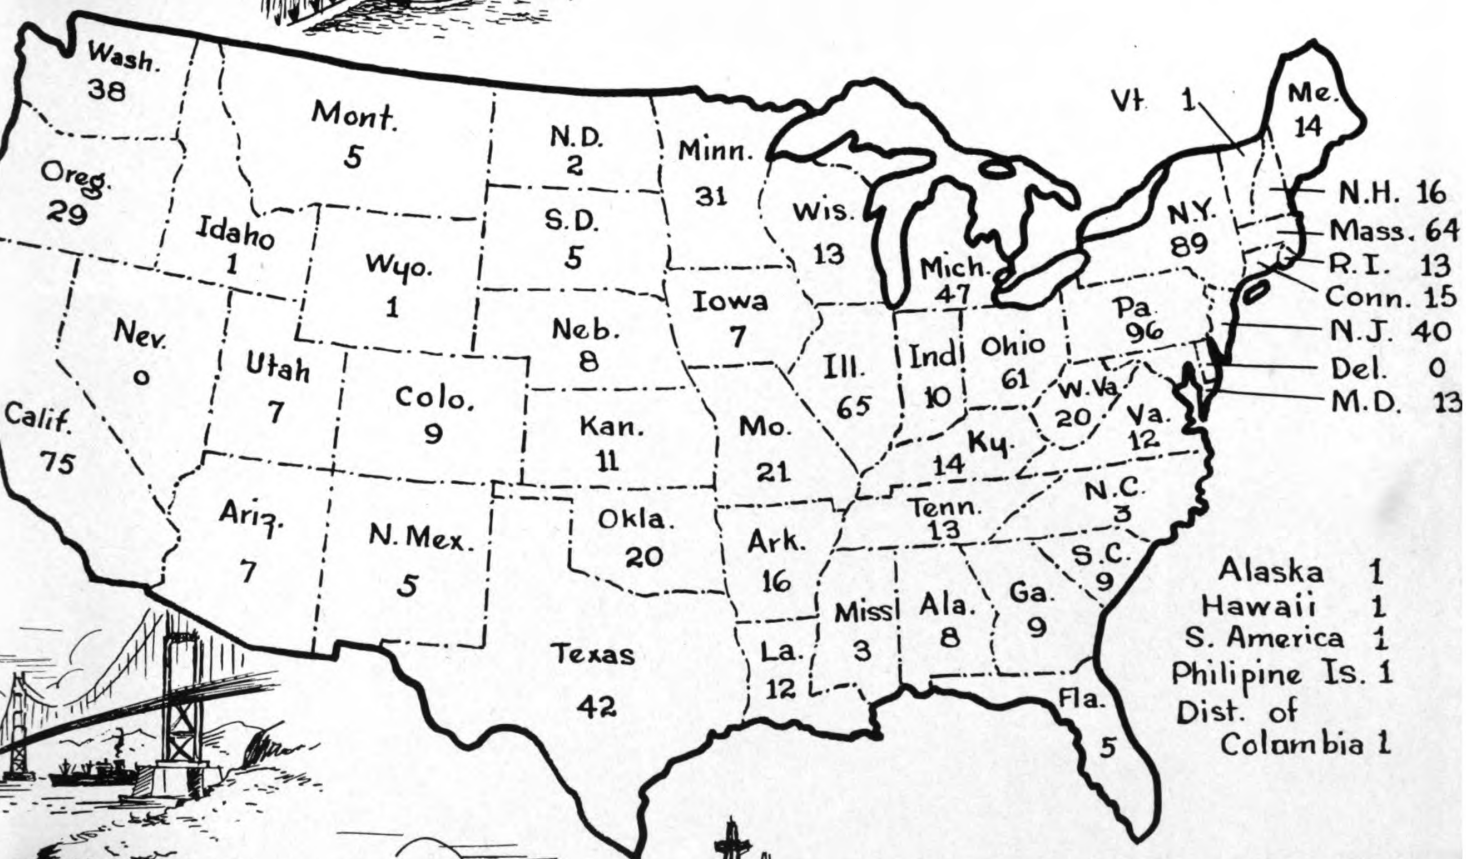 Wash.
38
Oreg.
29
Calif.
75
Nev.
0
Idaho
1
Mont.
5
Wyo.
1
Utah
7
Colo.
9
Ariz.
7
N. Mex.
5
N.D.
2
S.D.
5
Neb.
8
Kan.
11
Okla.
20
Texas
42
Minn.
31
Iowa
7
Mo.
21
Ark.
16
La.
12
Wis.
13
Ill.
65
Mich.
47
Ind
10
Ohio
61
Ky.
14
Tenn.
13
Miss
3
Ala.
8
Ga.
9
Fla.
5
S.C.
9
N.C.
3
Va.
12
W. Va.
20
Pa
96
N.Y.
89
Vt. 1
Me.
14
N.H. 16
Mass. 64
R.I. 13
Conn. 15
N.J. 40
Del. 0
M.D. 13
Alaska 1
Hawaii 1
S. America 1
Philipine Is. 1
Dist. of
Colambia 1